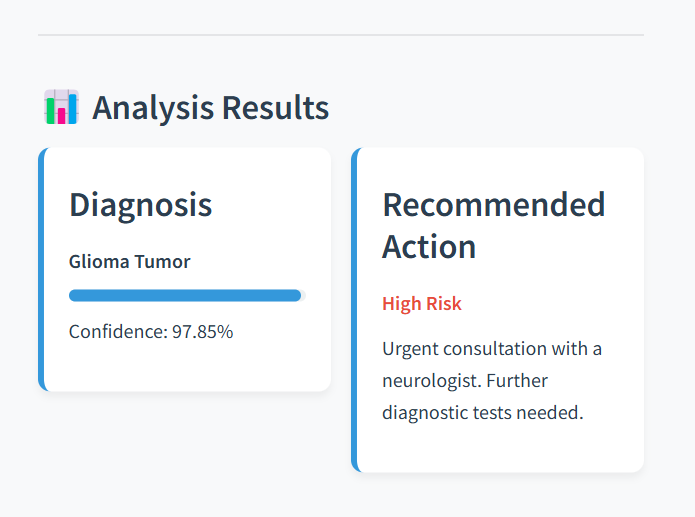 Analysis Results
Diagnosis
Glioma Tumor
Confidence: 97.85%
Recommended
Action
High Risk
Urgent consultation with a
neurologist. Further
diagnostic tests needed.